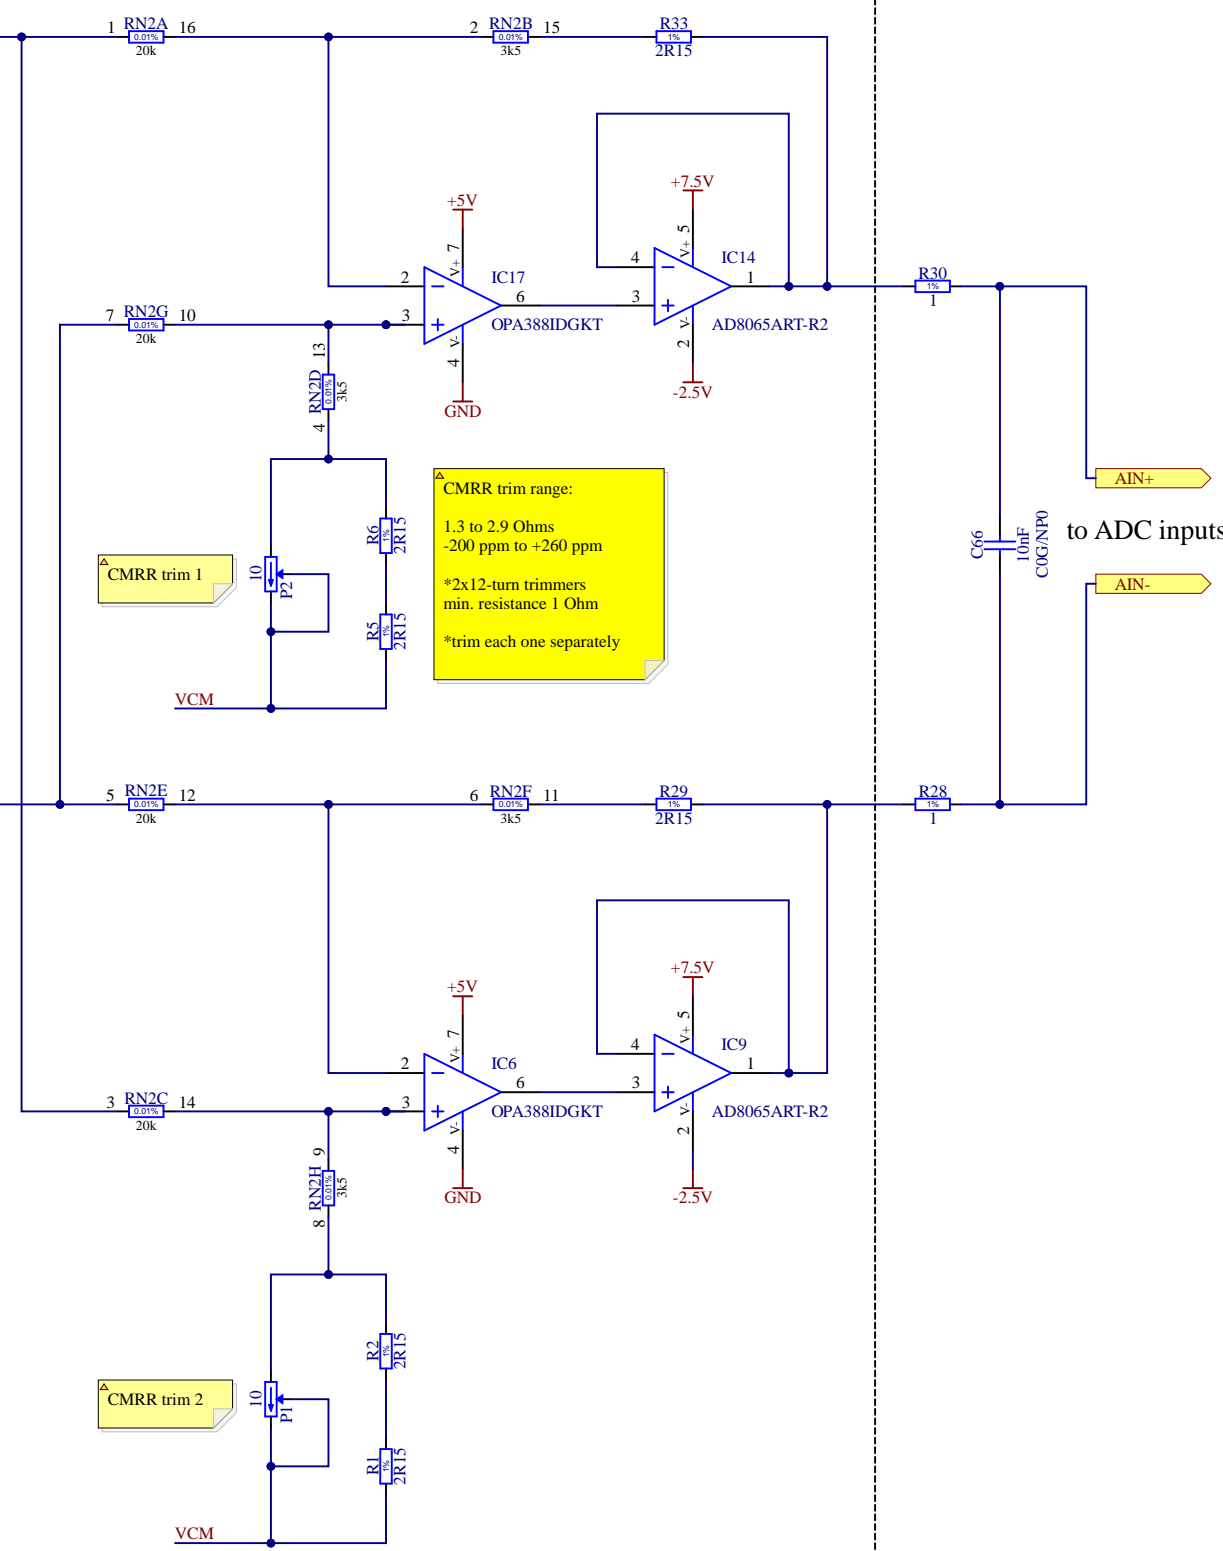 1 RN2A 16
0.01%
20k
2 RN2B 15
0.01%
3k5
R33
1%
2R15
+7.5V
5
V+
4
IC14
1
3
V-
AD8065ART-R2
2
-2.5V
+5V
7
V+
2
IC17
6
3
V-
OPA388IDGKT
4
GND
7 RN2G 10
0.01%
20k
13
RN2D
0.01%
3k5
4
R30
1%
1
CMRR trim range:
1.3 to 2.9 Ohms
-200 ppm to +260 ppm
*2x12-turn trimmers
min. resistance 1 Ohm
*trim each one separately
CMRR trim 1
10
P2
R6
1%
2R15
R5
1%
2R15
VCM
C66
10nF
C0G/NP0
AIN+
to ADC inputs
AIN-
5 RN2E 12
0.01%
20k
6 RN2F 11
0.01%
3k5
R29
1%
2R15
R28
1%
1
+7.5V
5
V+
4
IC9
1
3
V-
AD8065ART-R2
2
-2.5V
+5V
7
V+
2
IC6
6
3
V-
OPA388IDGKT
4
GND
3 RN2C 14
0.01%
20k
9
RN2H
0.01%
3k5
8
CMRR trim 2
10
P1
R2
1%
2R15
R1
1%
2R15
VCM